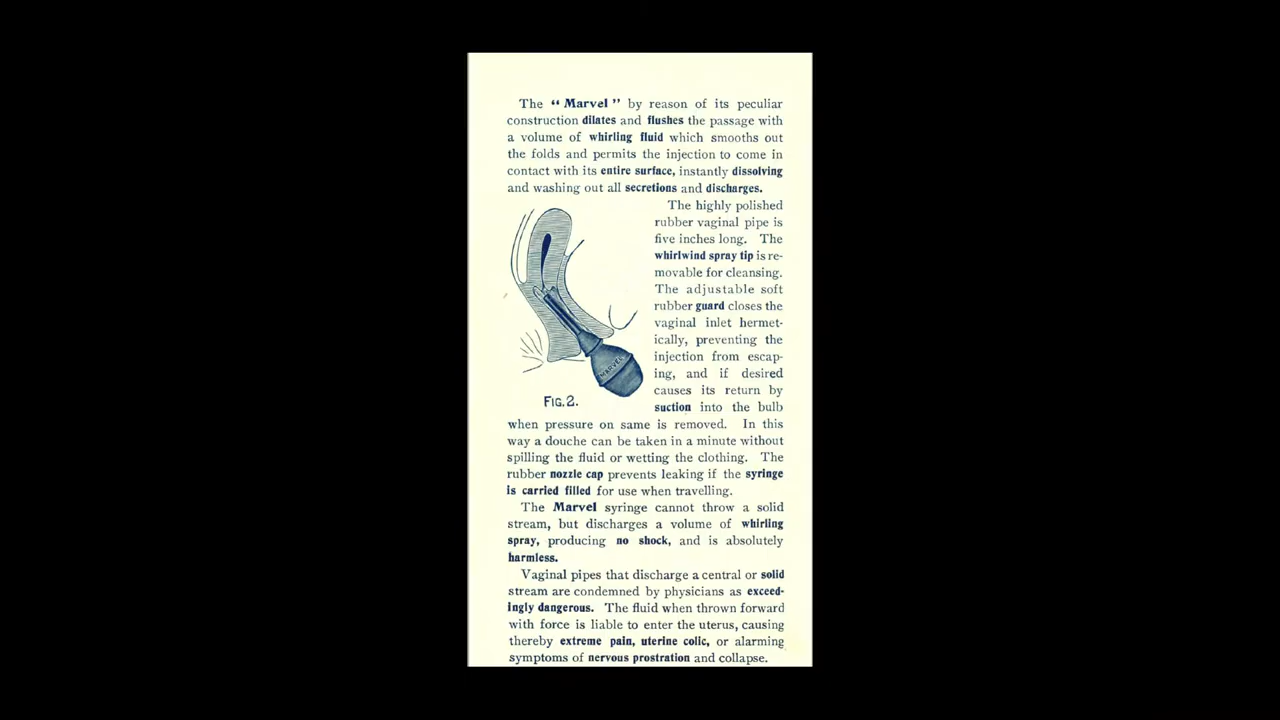 The “Marvel” by reason of its peculiar
construction dilates and flushes the passage with
a volume of whirling fluid which smooths out
the folds and permits the injection to come in
contact with its entire surface, instantly dissolving
and washing out all secretions and discharges.
The highly polished
rubber vaginal pipe is
five inches long. The
whirlwind spray tip is re-
movable for cleansing.
The adjustable soft
rubber guard closes the
vaginal inlet hermet-
ically, preventing the
injection from escap-
ing, and if desired
causes its return by
suction into the bulb
MARVEL
FIG. 2.
when pressure on same is removed. In this
way a douche can be taken in a minute without
spilling the fluid or wetting the clothing. The
rubber nozzle cap prevents leaking if the syringe
is carried filled for use when travelling.
The Marvel syringe cannot throw a solid
stream, but discharges a volume of whirling
spray, producing no shock, and is absolutely
harmless.
Vaginal pipes that discharge a central or solid
stream are condemned by physicians as exceed-
ingly dangerous. The fluid when thrown forward
with force is liable to enter the uterus, causing
thereby extreme pain, uterine colic, or alarming
symptoms of nervous prostration and collapse.